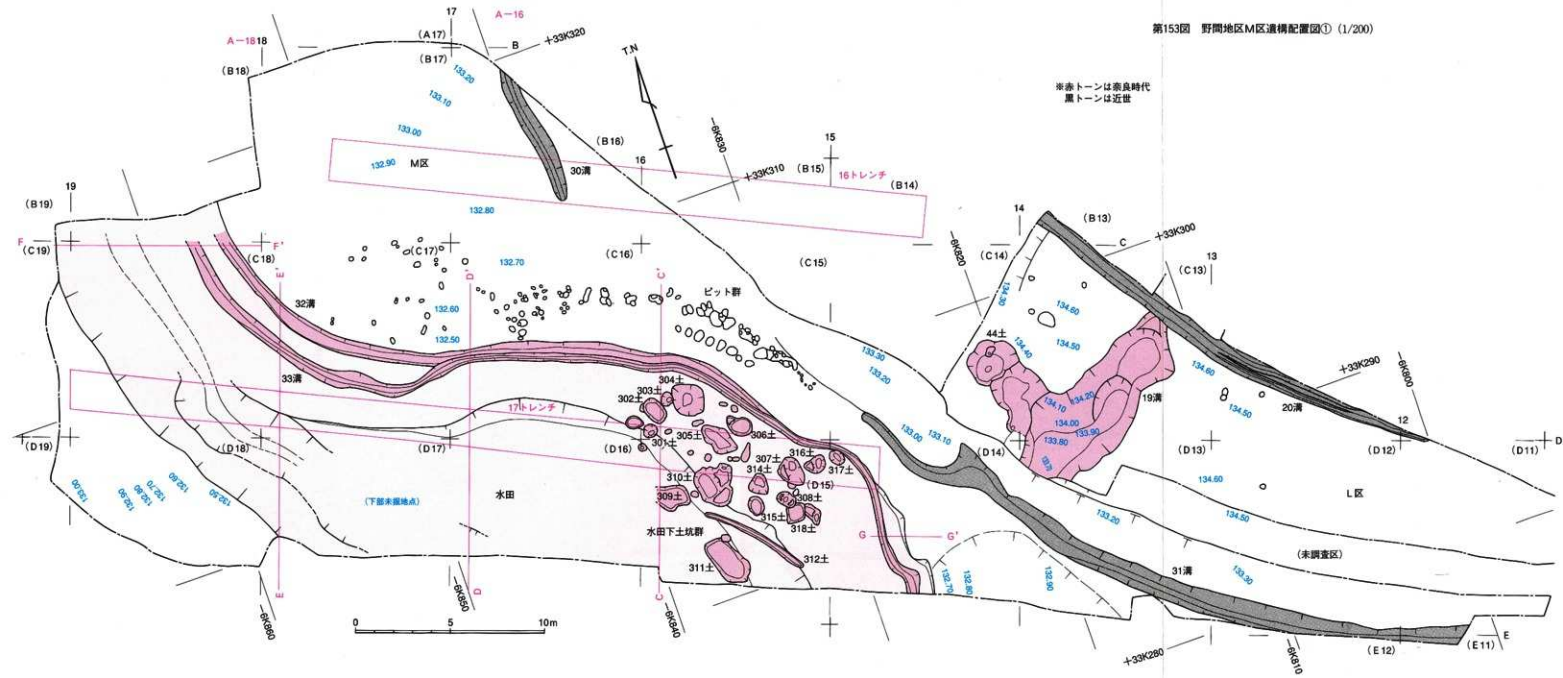 第153図 野間地区M区遺構配置図① (1/200)
※赤トーンは奈良時代
黒トーンは近世
17
A-16
A-18
18
(A17)
B
+33K320
(B17)
(B18)
133.20
133.10
133.00
132.90
M区
132.80
30溝
T.N
(B16)
16
-6K830
+33K310
15
(B15)
16トレンチ
(B14)
19
(B19)
F
F'
(C19)
(C18)
E'
(C17)
D'
132.70
(C16)
C'
(C15)
14
(C14)
-6K820
(B13)
C
+33K300
(C13)
13
32溝
132.60
132.50
ピット群
33溝
133.30
133.20
134.30
134.60
44土
134.40
134.50
134.60
134.10
134.20
19溝
134.00
133.90
133.80
134.50
20溝
+33K290
-6K800
12
17トレンチ
304土
303土
302土
301土
305土
306土
307土
316土
317土
314土
310土
309土
(D15)
308土
315土
318土
水田下土坑群
312土
311土
(D19)
(D18)
(D17)
(D16)
133.00
133.10
(D14)
(D13)
(D12)
(D11)
D
133.00
132.90
132.80
132.70
132.60
132.50
(下部未掘地点)
水田
G
G'
133.20
134.60
134.50
L区
(未調査区)
31溝
133.30
132.70
132.80
132.90
E
-6K860
-6K850
D
C
-6K840
0
5
10m
+33K280
-6K810
(E12)
(E11)
E